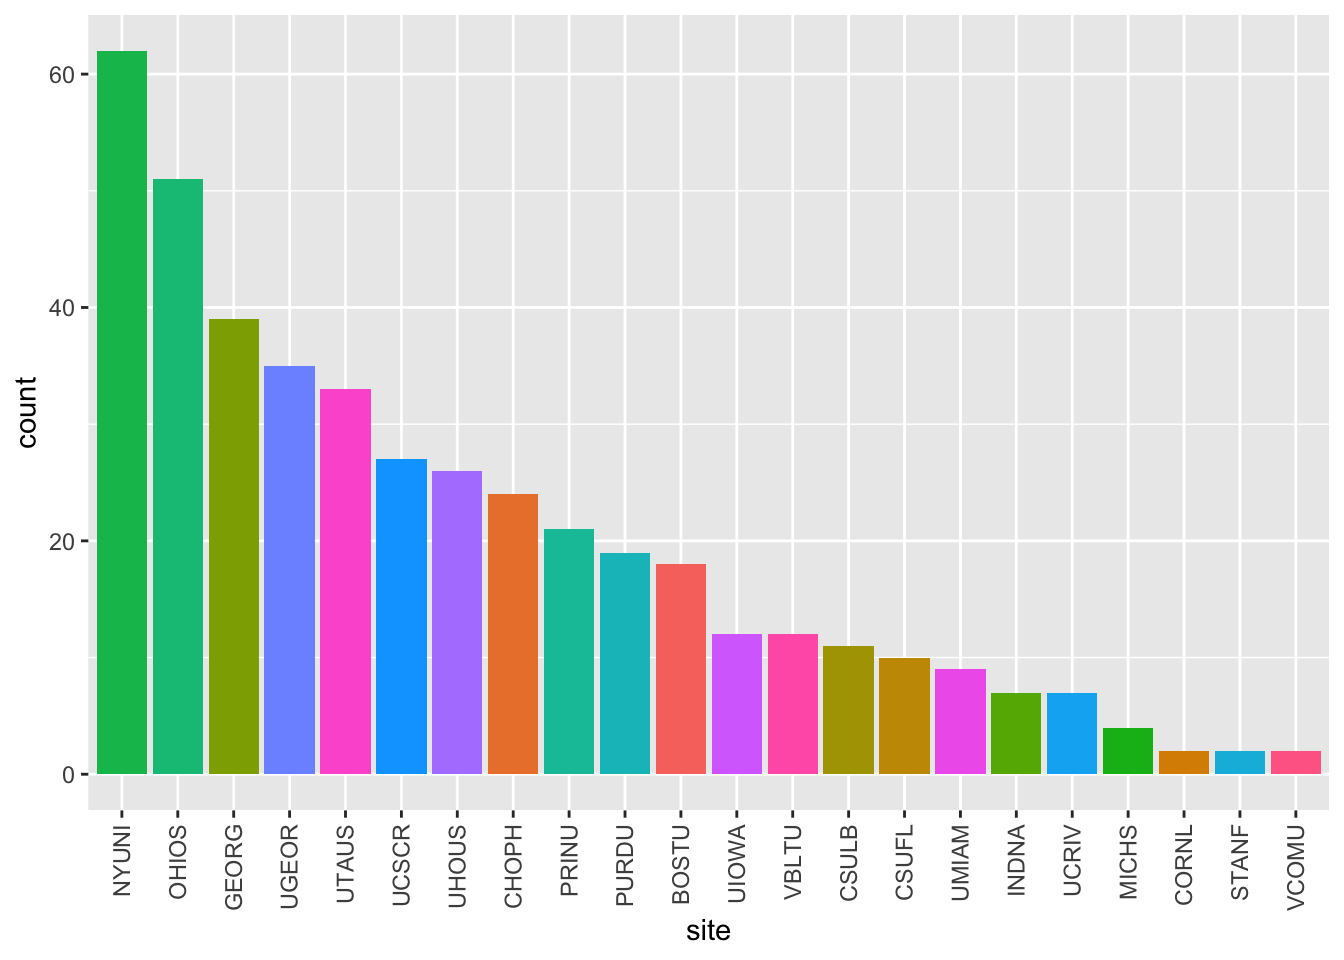 60
40
20
0
count
NYUNI
OHIOS
GEORG
UGEOR
UTAUS
UCSCR
UHOUS
CHOPH
PRINU
PURDU
BOSTU
UIOWA
VBLTU
CSULB
CSUFL
UMIAM
INDNA
UCRIV
MICHS
CORNL
STANF
VCOMU
site